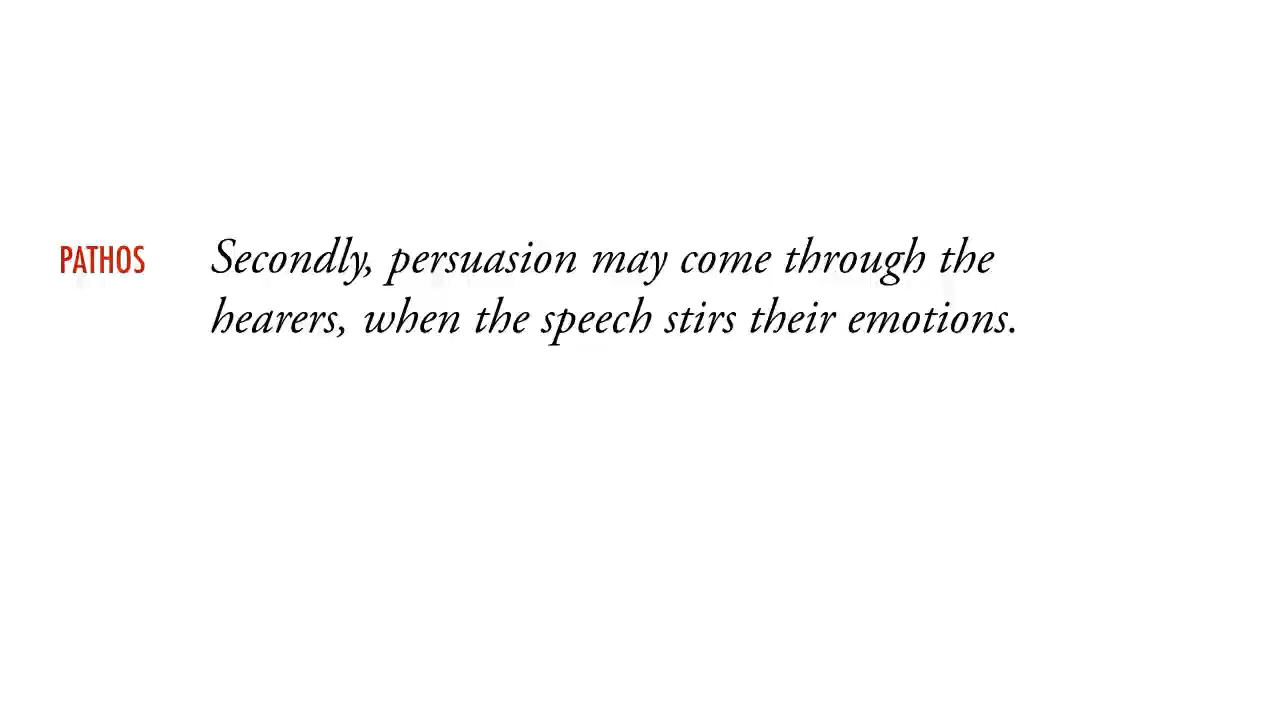 PATHOS Secondly, persuasion may come through the
hearers, when the speech stirs their emotions.